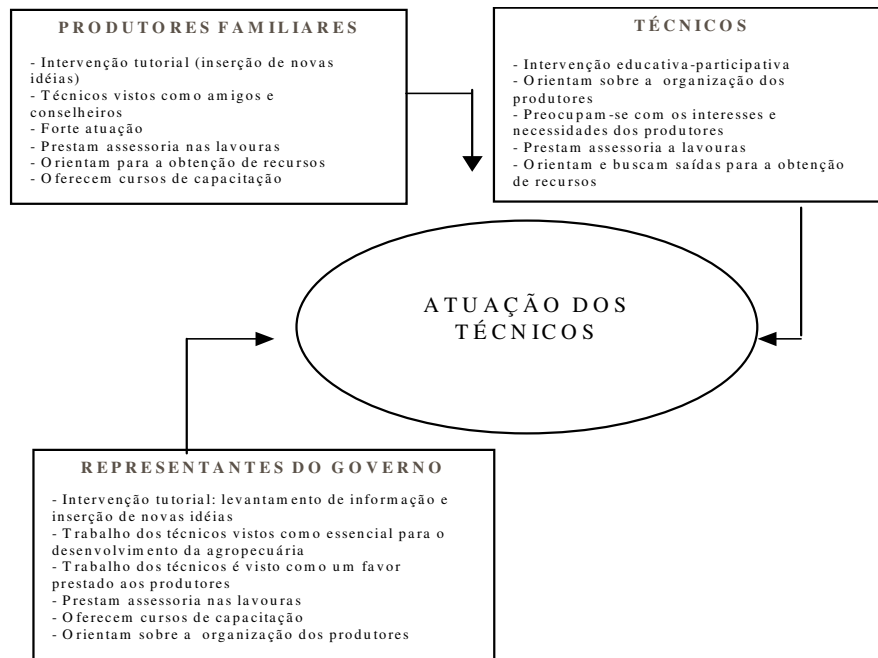 PRODUTORES FAMILIARES
- Intervenção tutorial (inserção de novas
idéias)
- Técnicos vistos como amigos e
conselheiros
- Forte atuação
- Prestam assessoria nas lavouras
- Orientam para a obtenção de recursos
- Oferecem cursos de capacitação
TÉCNICOS
- Intervenção educativa-participativa
- Orientam sobre a organização dos
produtores
- Preocupam-se com os interesses e
necessidades dos produtores
- Prestam assessoria a lavouras
- Orientam e buscam saídas para a obtenção
de recursos
ATUAÇÃO DOS
TÉCNICOS
REPRESENTANTES DO GOVERNO
- Intervenção tutorial: levantamento de informação e
inserção de novas idéias
- Trabalho dos técnicos vistos como essencial para o
desenvolvimento da agropecuária
- Trabalho dos técnicos é visto como um favor
prestado aos produtores
- Prestam assessoria nas lavouras
- Oferecem cursos de capacitação
- Orientam sobre a organização dos produtores